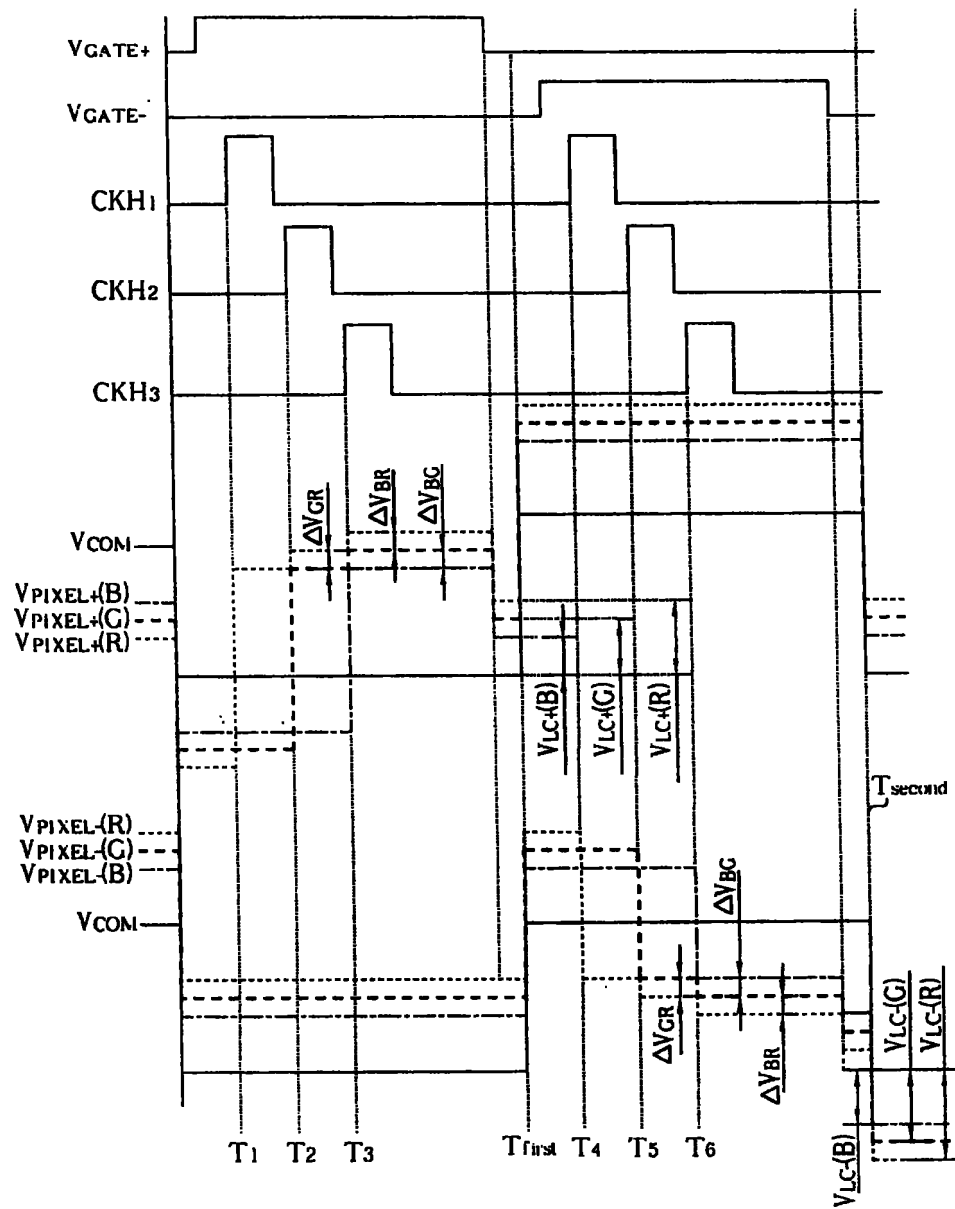 VGATE+
VGATE-
CKH1
CKH2
CKH3
ΔVGR
ΔVBR
ΔVBG
VCOM
VPIXEL+(B)
VPIXEL+(G)
VPIXEL+(R)
VLC+(B)
VLC+(G)
VLC+(R)
Tsecond
VPIXEL-(R)
VPIXEL-(G)
VPIXEL-(B)
VCOM
ΔVBG
ΔVGR
ΔVBR
VLC-(G)
VLC-(R)
VLC-(B)
T1 T2 T3 Tfirst T4 T5 T6